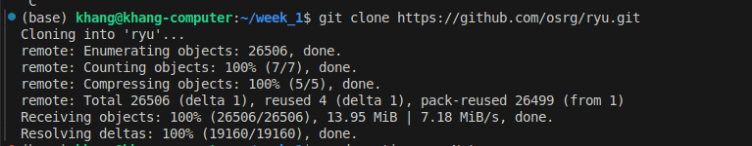 C
(base) khang@khang-computer:~/week_1$ git clone https://github.com/osrg/ryu.git
Cloning into 'ryu'...
remote: Enumerating objects: 26506, done.
remote: Counting objects: 100% (7/7), done.
remote: Compressing objects: 100% (5/5), done.
remote: Total 26506 (delta 1), reused 4 (delta 1), pack-reused 26499 (from 1)
Receiving objects: 100% (26506/26506), 13.95 MiB | 7.18 MiB/s, done.
Resolving deltas: 100% (19160/19160), done.